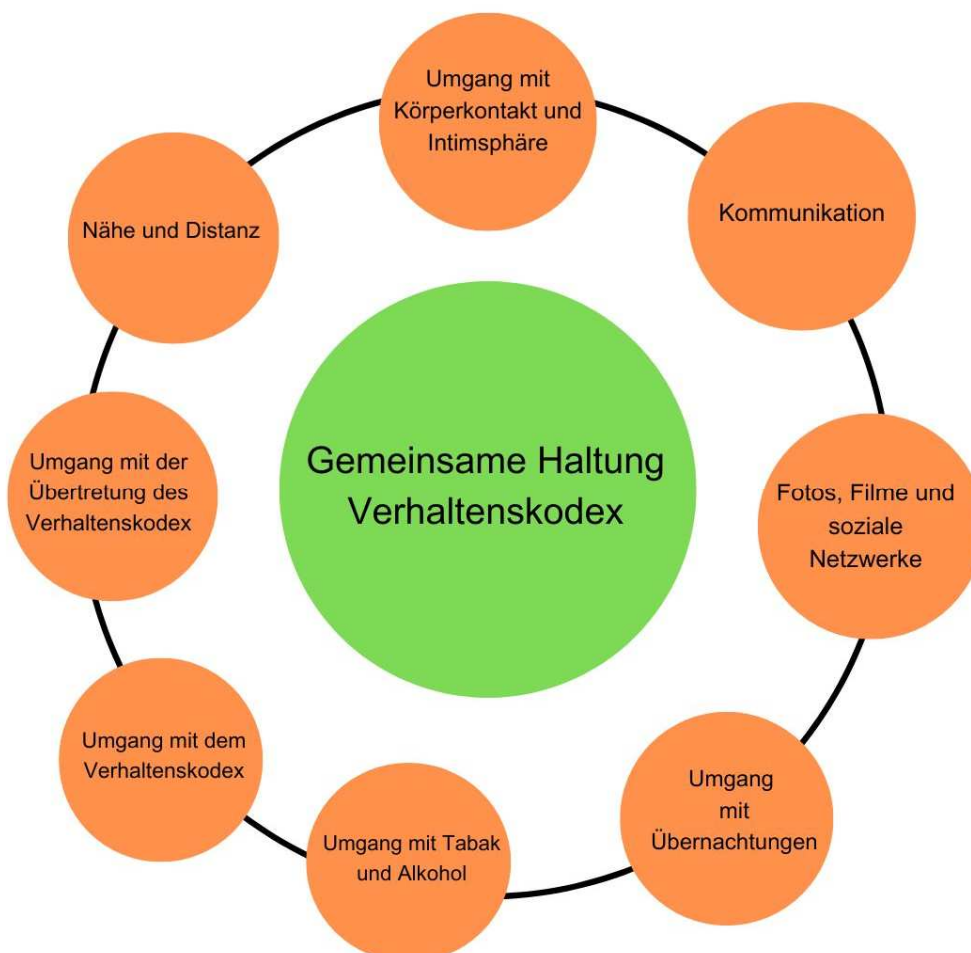 Umgang mit
Körperkontakt und
Intimsphäre
Kommunikation
Nähe und Distanz
Gemeinsame Haltung
Verhaltenskodex
Umgang mit der
Übertretung des
Verhaltenskodex
Fotos, Filme und
soziale
Netzwerke
Umgang mit dem
Verhaltenskodex
Umgang
mit
Übernachtungen
Umgang mit Tabak
und Alkohol